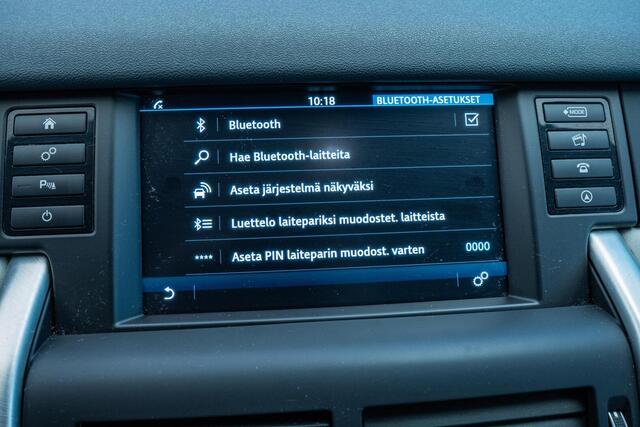 10:18
BLUETOOTH-ASETUKSET
Bluetooth
Hae Bluetooth-laitteita
Aseta järjestelmä näkyväksi
Luettelo laitepariksi muodostet. laitteista
**** Aseta PIN laiteparin muodost. varten 0000
MODE